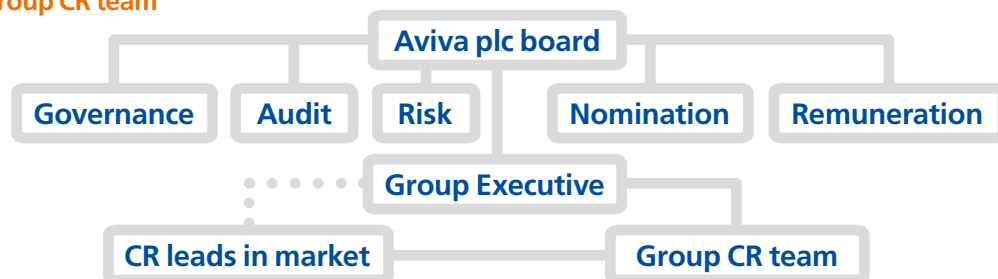 Group CR team
Aviva plc board
Governance
Audit
Risk
Nomination
Remuneration
Group Executive
CR leads in market
Group CR team